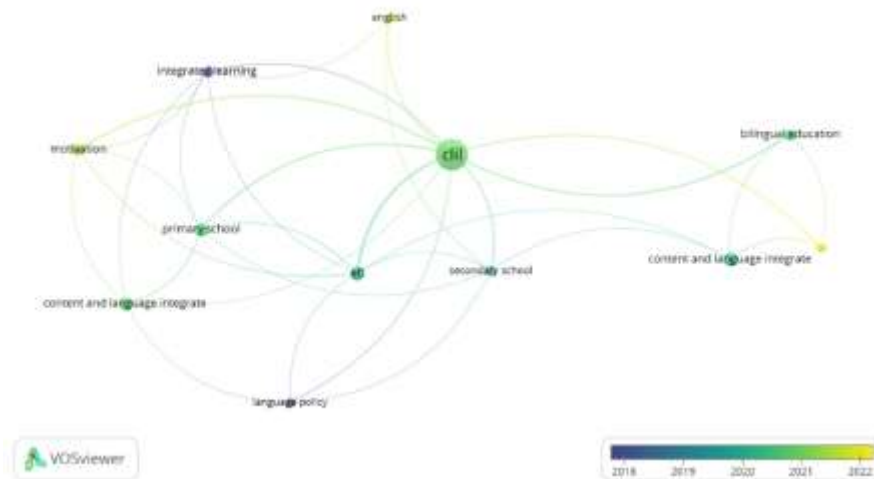 english
integrated learning
clil
bilingual education
motivation
primary school
efl
secondary school
content and language integrate
content and language integrate
language policy
VOSviewer
2018 2019 2020 2021 2022